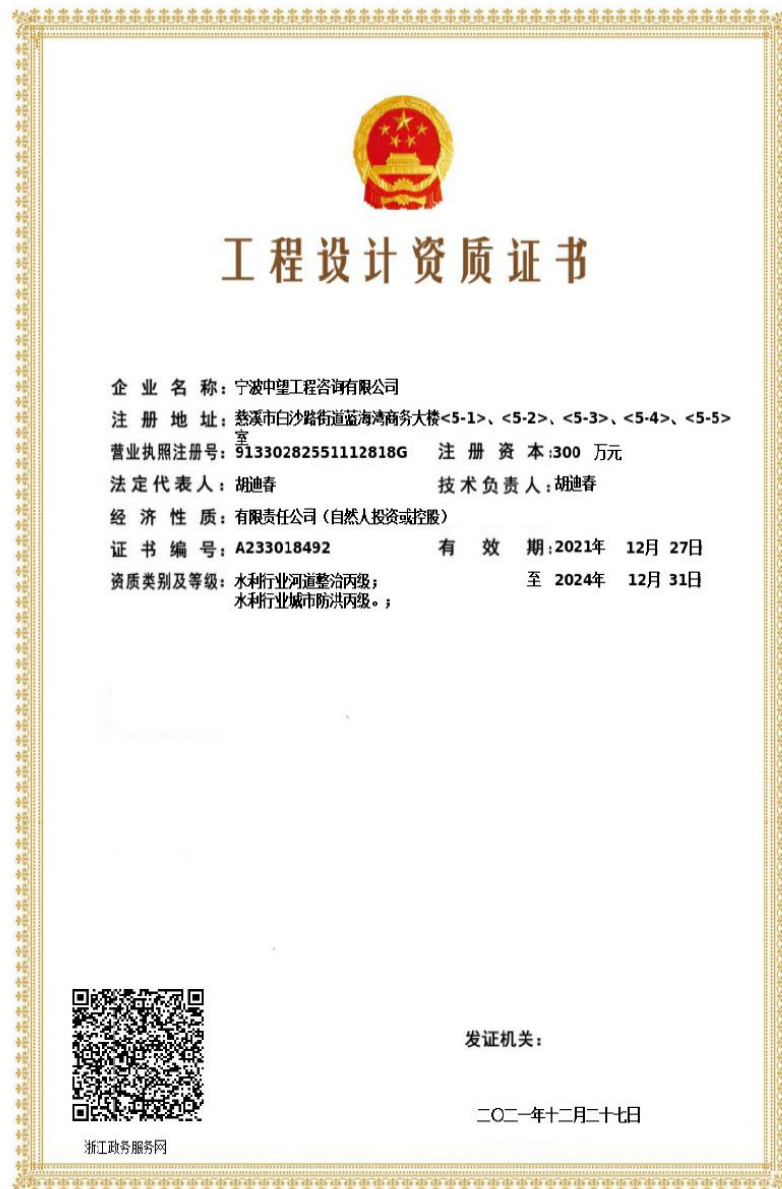 工程设计资质证书
企业名称：宁波中望工程咨询有限公司
注册地址：慈溪市白沙路街道蓝海湾商务大楼<5-1>、<5-2>、<5-3>、<5-4>、<5-5>
室
营业执照注册号：91330282551112818G 注册资本：300 万元
法定代表人：胡迪春 技术负责人：胡迪春
经济性质：有限责任公司（自然人投资或控股）
证书编号：A233018492 有效期：2021年 12月 27日
资质类别及等级：水利行业河道整治丙级； 至 2024年 12月 31日
水利行业城市防洪丙级。；
发证机关：
二〇二一年十二月二十七日
浙江政务服务网